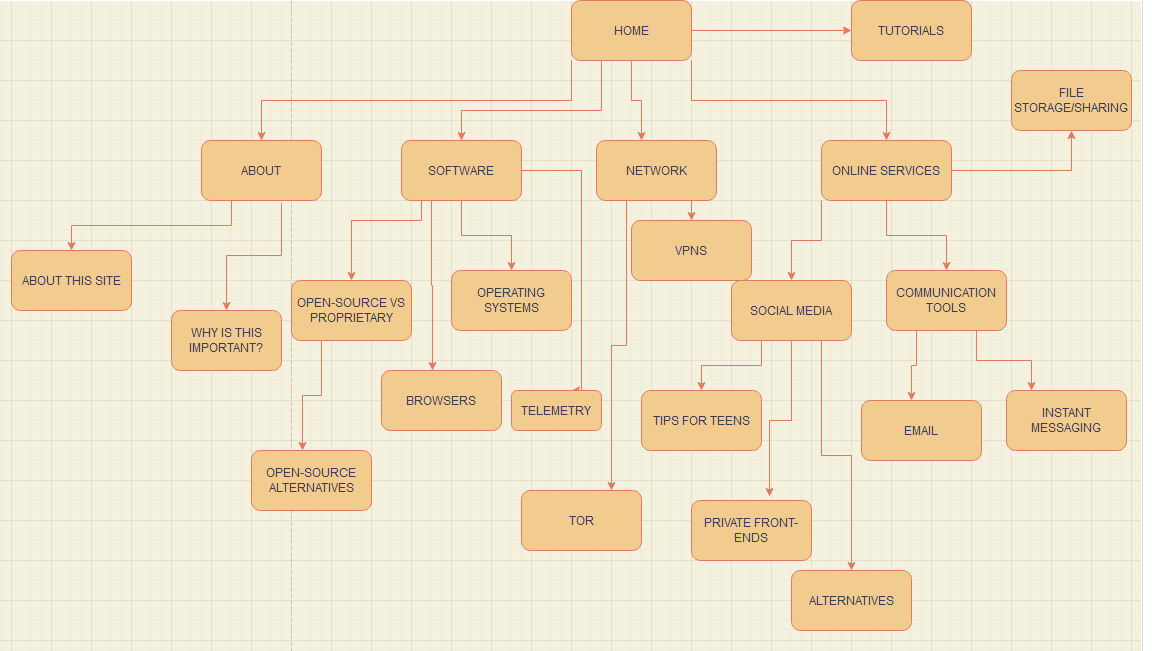 HOME
TUTORIALS
FILE
STORAGE/SHARING
ABOUT
SOFTWARE
NETWORK
ONLINE SERVICES
VPNS
ABOUT THIS SITE
OPEN-SOURCE VS
PROPRIETARY
OPERATING
SYSTEMS
SOCIAL MEDIA
COMMUNICATION
TOOLS
WHY IS THIS
IMPORTANT?
BROWSERS
TELEMETRY
TIPS FOR TEENS
EMAIL
INSTANT
MESSAGING
OPEN-SOURCE
ALTERNATIVES
TOR
PRIVATE FRONT-
ENDS
ALTERNATIVES